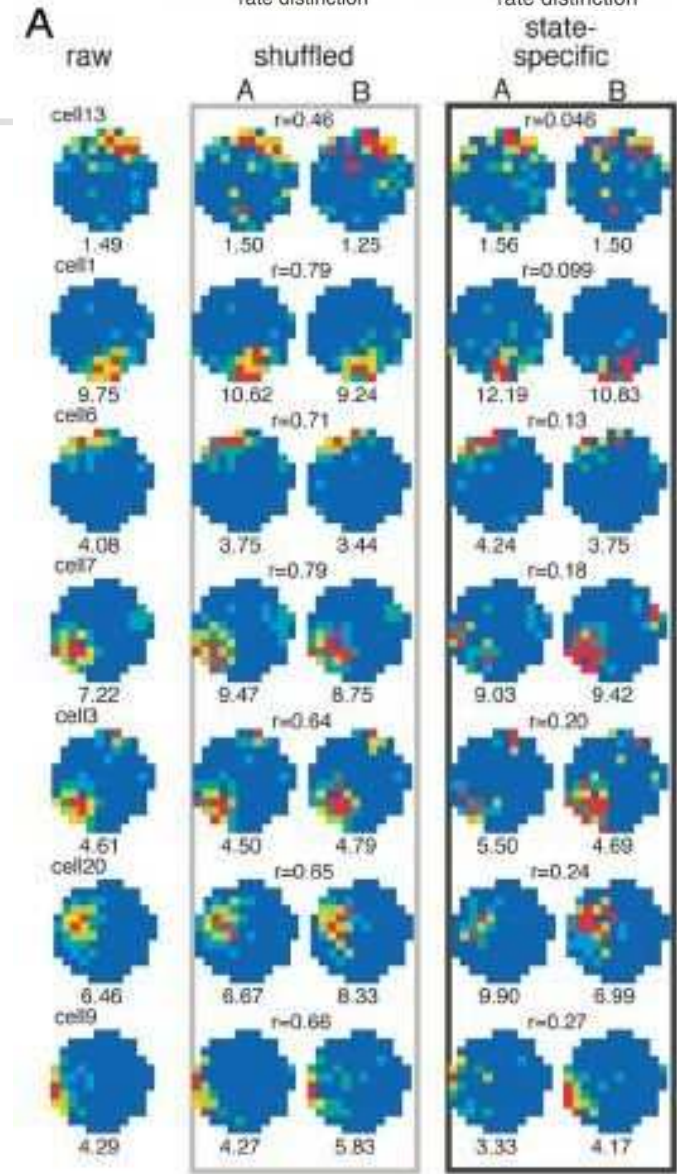 rate distinction rate distinction
A
raw shuffled state-specific
A B A B
cell13 r=0.46 r=0.046
1.49 1.50 1.25 1.56 1.50
cell1 r=0.79 r=0.099
9.75 10.62 9.24 12.19 10.83
cell6 r=0.71 r=0.13
4.08 3.75 3.44 4.24 3.75
cell7 r=0.79 r=0.18
7.22 9.47 8.75 9.03 9.42
cell3 r=0.64 r=0.20
4.61 4.50 4.79 5.50 4.69
cell20 r=0.65 r=0.24
6.46 6.67 8.33 9.90 6.99
cell9 r=0.66 r=0.27
4.29 4.27 5.83 3.33 4.17